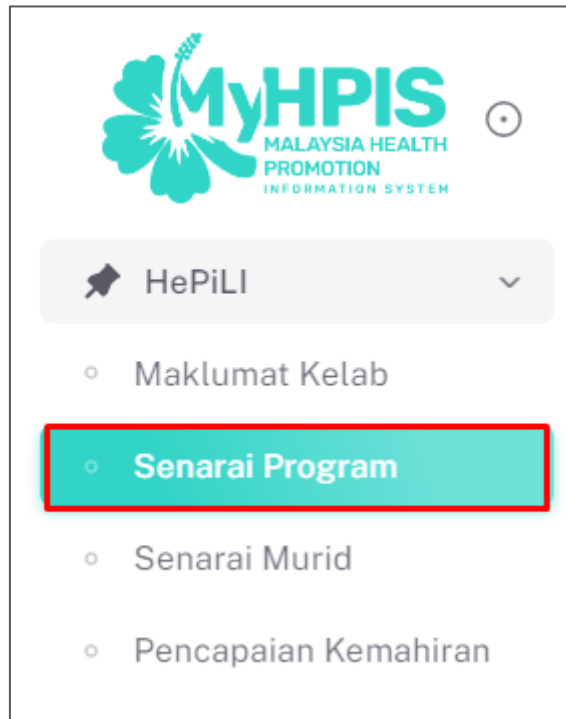 MyHPIS
MALAYSIA HEALTH
PROMOTION
INFORMATION SYSTEM
HePiLI
Maklumat Kelab
Senarai Program
Senarai Murid
Pencapaian Kemahiran